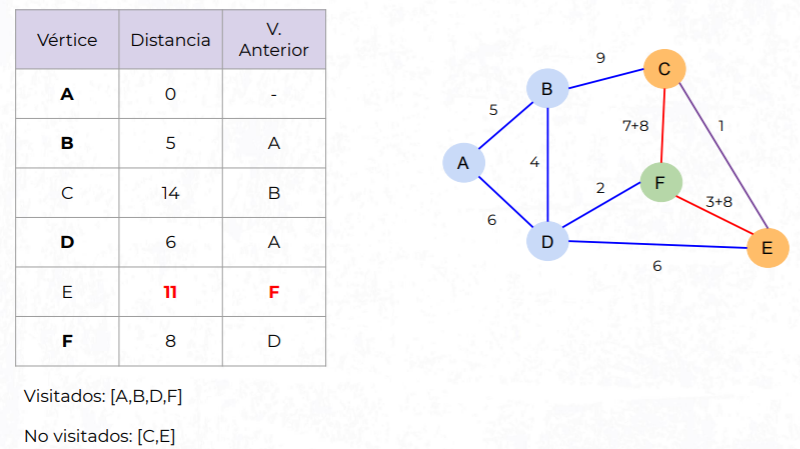 Vértice Distancia V. Anterior
A 0 -
B 5 A
C 14 B
D 6 A
E 11 F
F 8 D
Visitados: [A,B,D,F]
No visitados: [C,E]
9
C
B
5
7+8
1
4
A
F
2
3+8
6
D
E
6